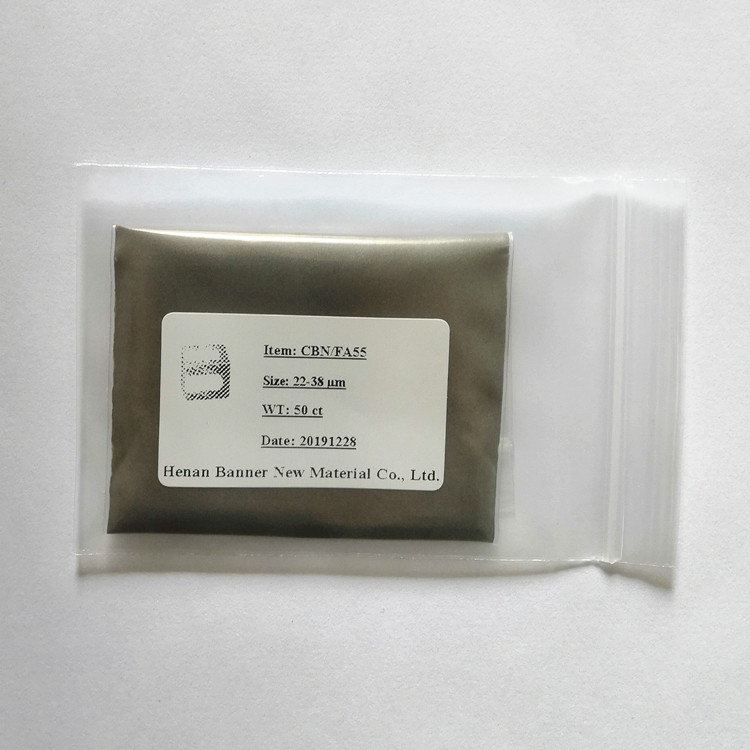 Item: CBN/FA55
Size: 22-38 μm
WT: 50 ct
Date: 20191228
Henan Banner New Material Co., Ltd.